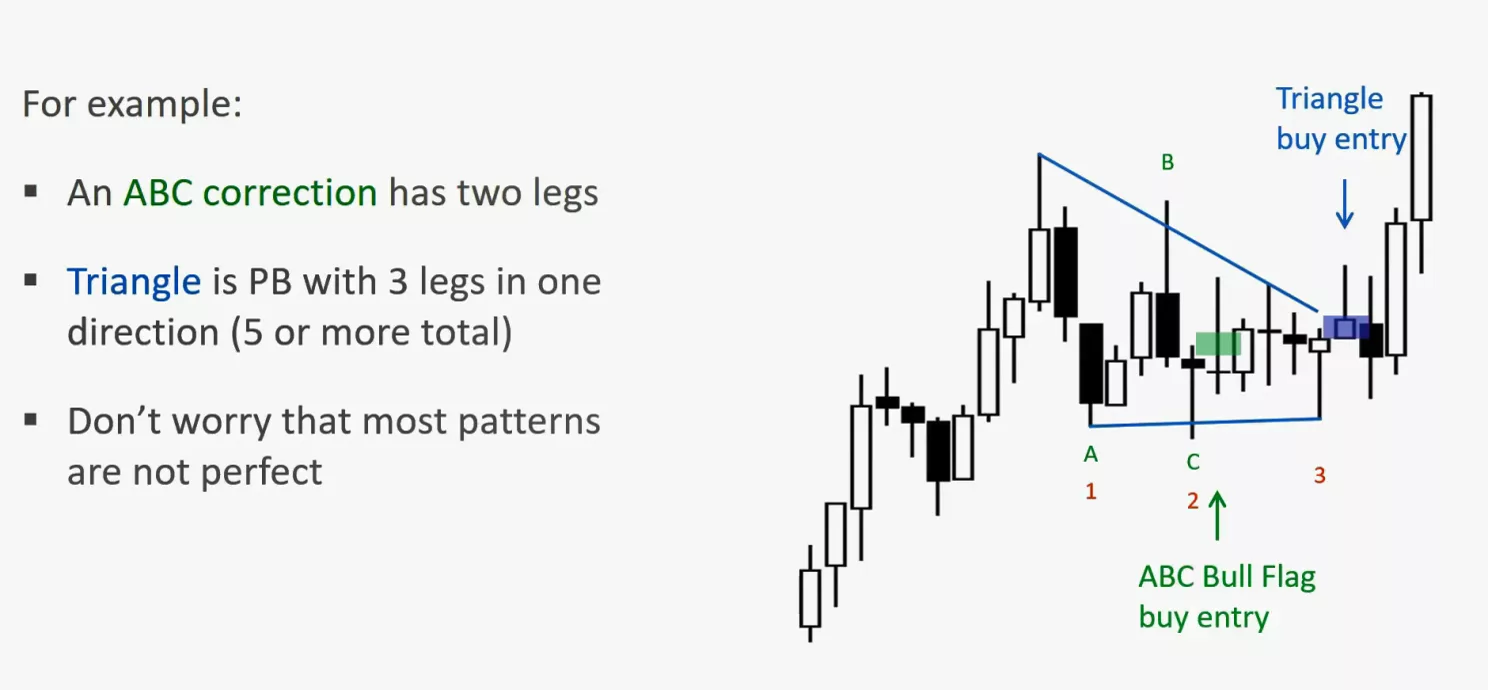 For example:
▪ An ABC correction has two legs
▪ Triangle is PB with 3 legs in one
direction (5 or more total)
▪ Don’t worry that most patterns
are not perfect
Triangle
buy entry
B
A
C
1
2
3
ABC Bull Flag
buy entry